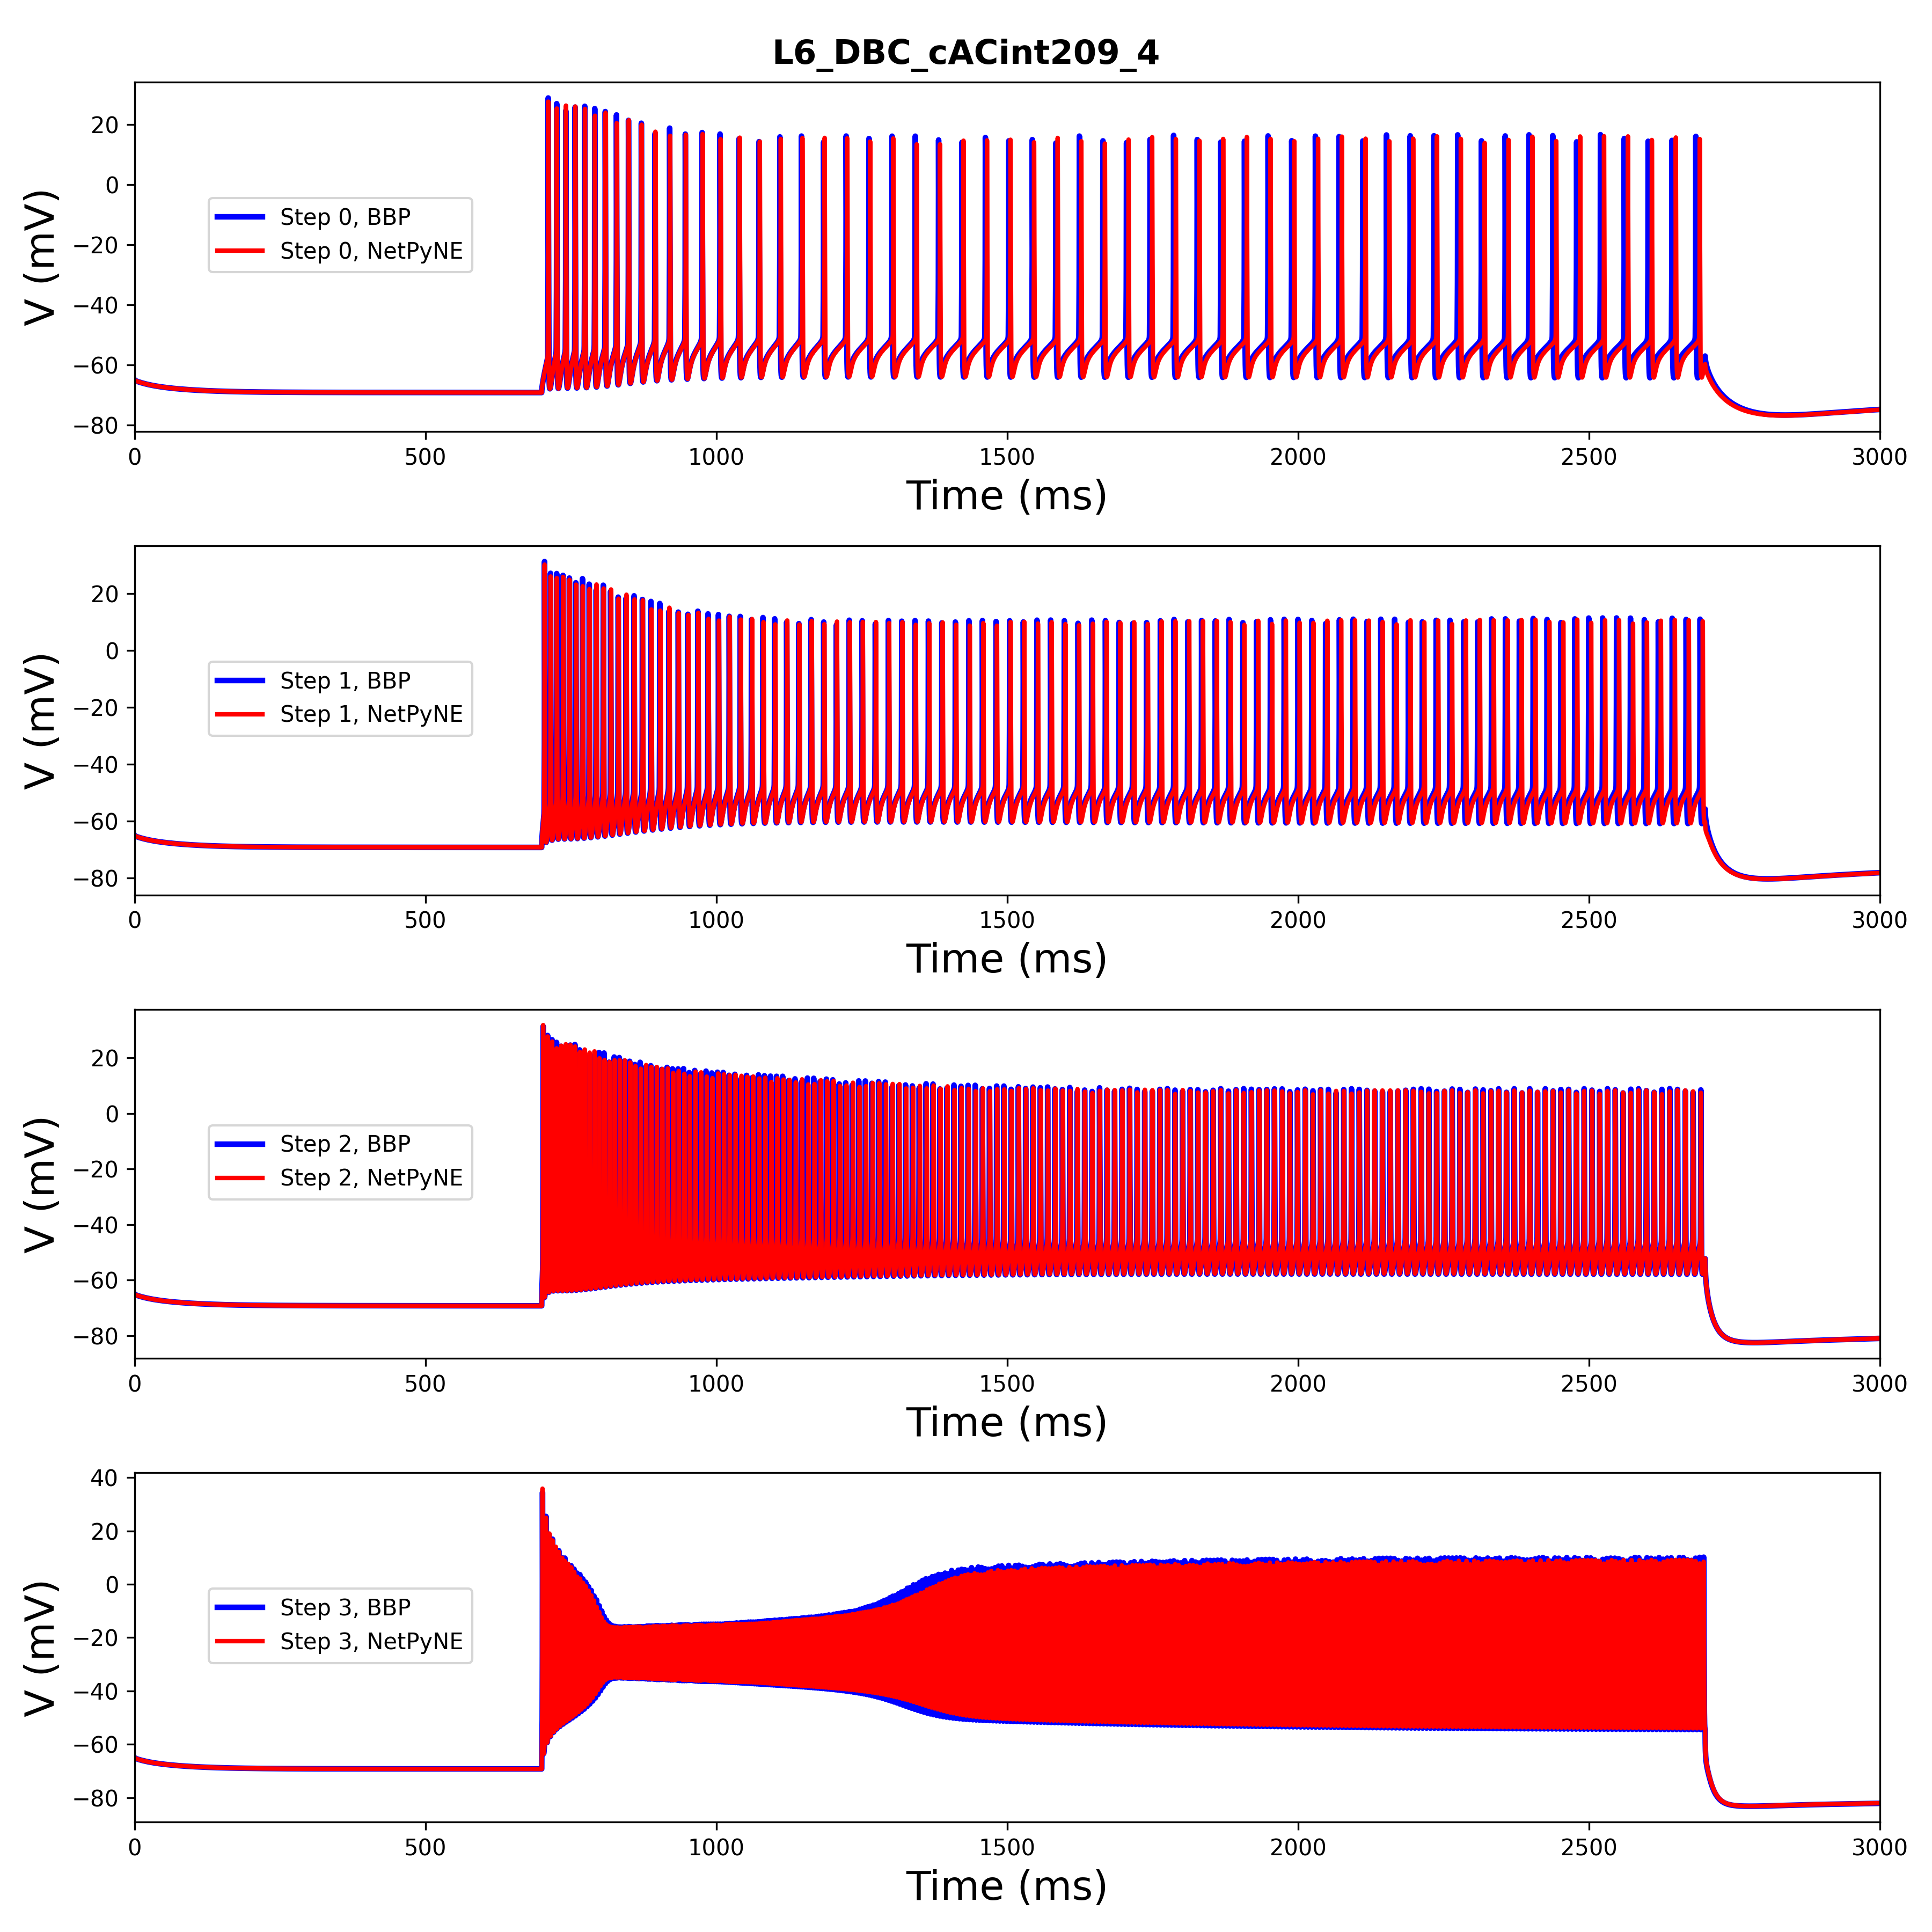 L6_DBC_cACint209_4
20
0
−20
−40
−60
−80
V (mV)
Step 0, BBP
Step 0, NetPyNE
0 500 1000 1500 2000 2500 3000
Time (ms)
20
0
−20
−40
−60
−80
V (mV)
Step 1, BBP
Step 1, NetPyNE
0 500 1000 1500 2000 2500 3000
Time (ms)
20
0
−20
−40
−60
−80
V (mV)
Step 2, BBP
Step 2, NetPyNE
0 500 1000 1500 2000 2500 3000
Time (ms)
40
20
0
−20
−40
−60
−80
V (mV)
Step 3, BBP
Step 3, NetPyNE
0 500 1000 1500 2000 2500 3000
Time (ms)